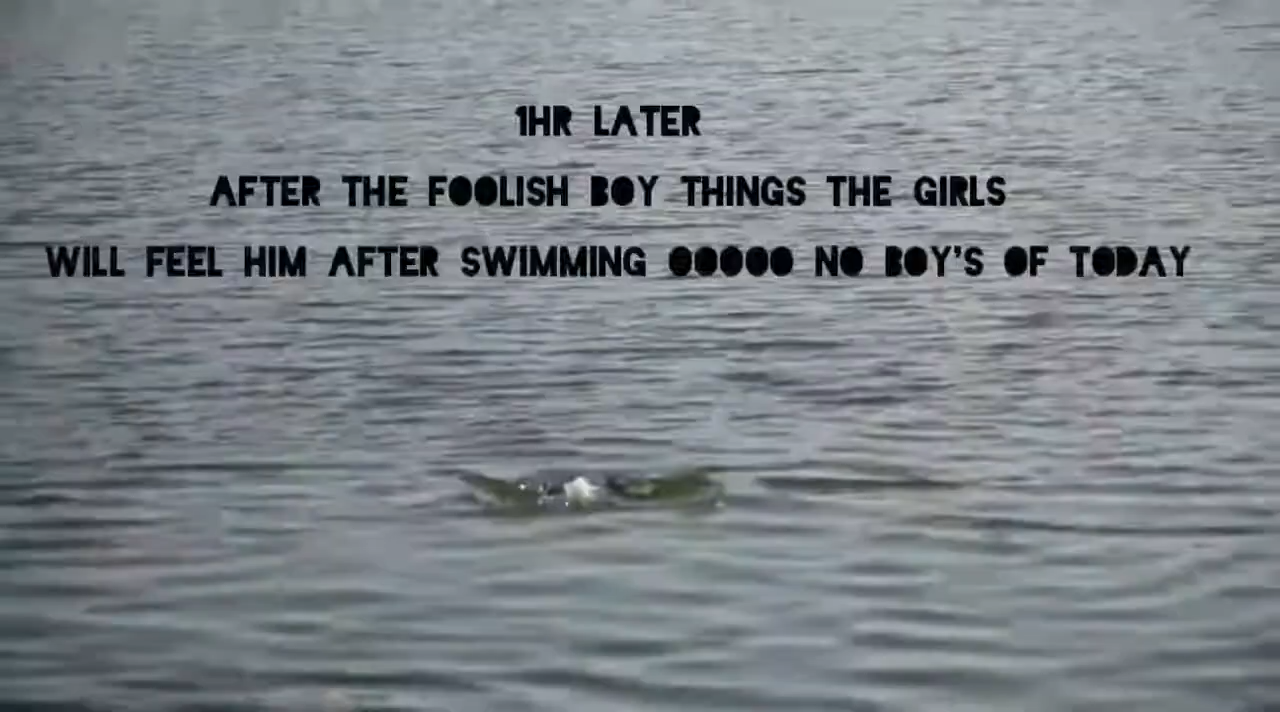 1HR LATER
AFTER THE FOOLISH BOY THINGS THE GIRLS
WILL FEEL HIM AFTER SWIMMING OOOOO NO BOY'S OF TODAY